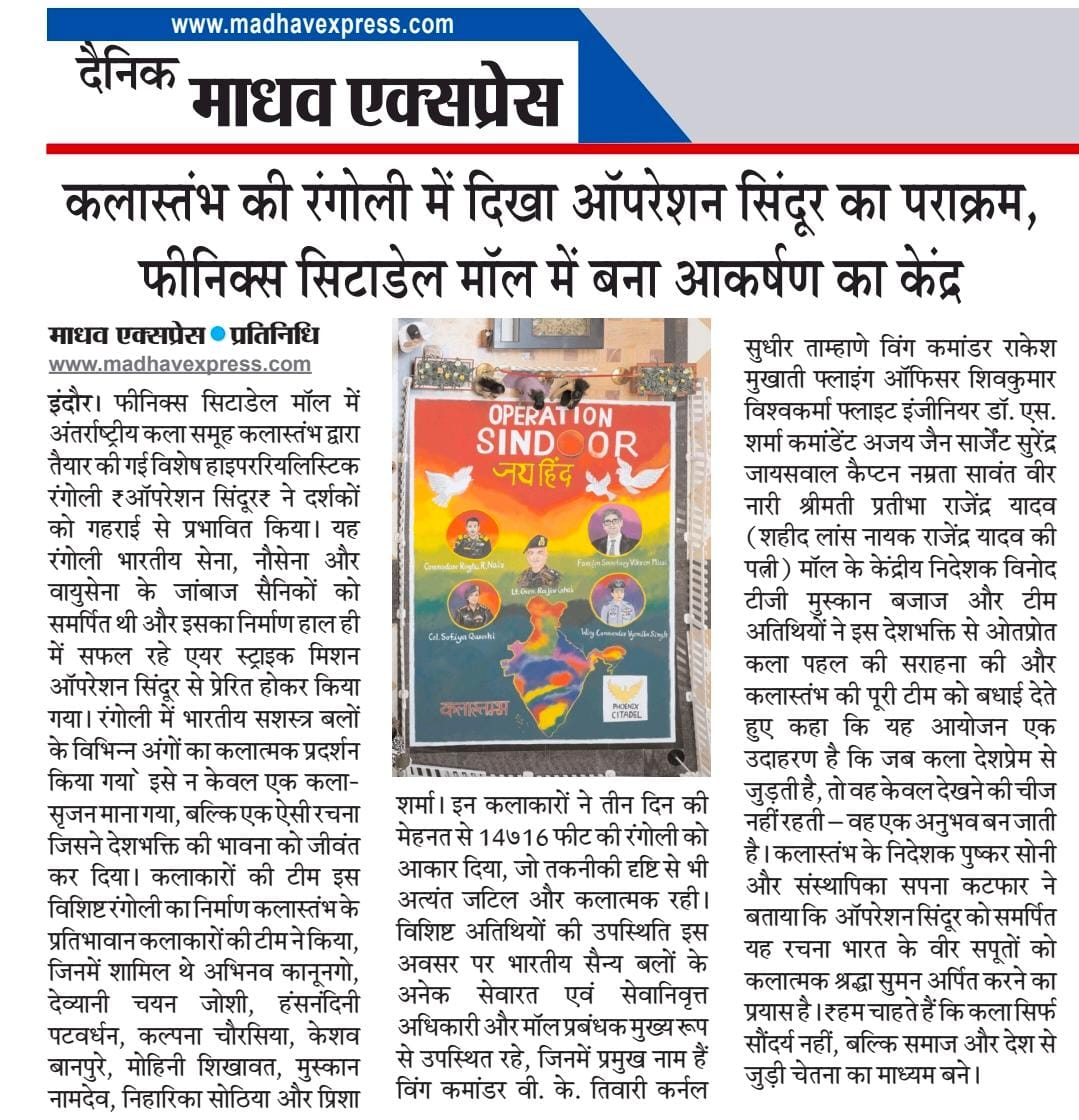 www.madhavexpress.com
दैनिक
माधव एक्सप्रेस
कलास्तंभ की रंगोली में दिखा ऑपरेशन सिंदूर का पराक्रम,
फीनिक्स सिटाडेल मॉल में बना आकर्षण का केंद्र
माधव एक्सप्रेस ● प्रतिनिधि
www.madhavexpress.com
इंदौर। फीनिक्स सिटाडेल मॉल में
अंतर्राष्ट्रीय कला समूह कलास्तंभ द्वारा
तैयार की गई विशेष हाइपररियलिस्टिक
रंगोली ₹ऑपरेशन सिंदूर₹ ने दर्शकों
को गहराई से प्रभावित किया। यह
रंगोली भारतीय सेना, नौसेना और
वायुसेना के जांबाज सैनिकों को
समर्पित थी और इसका निर्माण हाल ही
में सफल रहे एयर स्ट्राइक मिशन
ऑपरेशन सिंदूर से प्रेरित होकर किया
गया। रंगोली में भारतीय सशस्त्र बलों
के विभिन्न अंगों का कलात्मक प्रदर्शन
किया गया` इसे न केवल एक कला-
सृजन माना गया, बल्कि एक ऐसी रचना
जिसने देशभक्ति की भावना को जीवंत
कर दिया। कलाकारों की टीम इस
विशिष्ट रंगोली का निर्माण कलास्तंभ के
प्रतिभावान कलाकारों की टीम ने किया,
जिनमें शामिल थे अभिनव कानूनगो,
देव्यानी चयन जोशी, हंसनंदिनी
पटवर्धन, कल्पना चौरसिया, केशव
बानपुरे, मोहिनी शिखावत, मुस्कान
नामदेव, निहारिका सोठिया और प्रिशा
OPERATION
SINDOOR
जय हिंद
Commodore Raghu R. Nair
Foreign Secretary Vikram Misri
Lt. Gen. Rajiv Ghai
Col. Sofiya Qureshi
Wing Commander Vyomika Singh
कलास्तम्भ
PHOENIX
CITADEL
शर्मा। इन कलाकारों ने तीन दिन की
मेहनत से 14७16 फीट की रंगोली को
आकार दिया, जो तकनीकी दृष्टि से भी
अत्यंत जटिल और कलात्मक रही।
विशिष्ट अतिथियों की उपस्थिति इस
अवसर पर भारतीय सैन्य बलों के
अनेक सेवारत एवं सेवानिवृत्त
अधिकारी और मॉल प्रबंधक मुख्य रूप
से उपस्थित रहे, जिनमें प्रमुख नाम हैं
विंग कमांडर वी. के. तिवारी कर्नल
सुधीर ताम्हाणे विंग कमांडर राकेश
मुखाती फ्लाइंग ऑफिसर शिवकुमार
विश्वकर्मा फ्लाइट इंजीनियर डॉ. एस.
शर्मा कमांडेंट अजय जैन सार्जेंट सुरेंद्र
जायसवाल कैप्टन नम्रता सावंत वीर
नारी श्रीमती प्रतीभा राजेंद्र यादव
(शहीद लांस नायक राजेंद्र यादव की
पत्नी) मॉल के केंद्रीय निदेशक विनोद
टीजी मुस्कान बजाज और टीम
अतिथियों ने इस देशभक्ति से ओतप्रोत
कला पहल की सराहना की और
कलास्तंभ की पूरी टीम को बधाई देते
हुए कहा कि यह आयोजन एक
उदाहरण है कि जब कला देशप्रेम से
जुड़ती है, तो वह केवल देखने की चीज
नहीं रहती – वह एक अनुभव बन जाती
है। कलास्तंभ के निदेशक पुष्कर सोनी
और संस्थापिका सपना कटफार ने
बताया कि ऑपरेशन सिंदूर को समर्पित
यह रचना भारत के वीर सपूतों को
कलात्मक श्रद्धा सुमन अर्पित करने का
प्रयास है। ₹हम चाहते हैं कि कला सिर्फ
सौंदर्य नहीं, बल्कि समाज और देश से
जुड़ी चेतना का माध्यम बने।